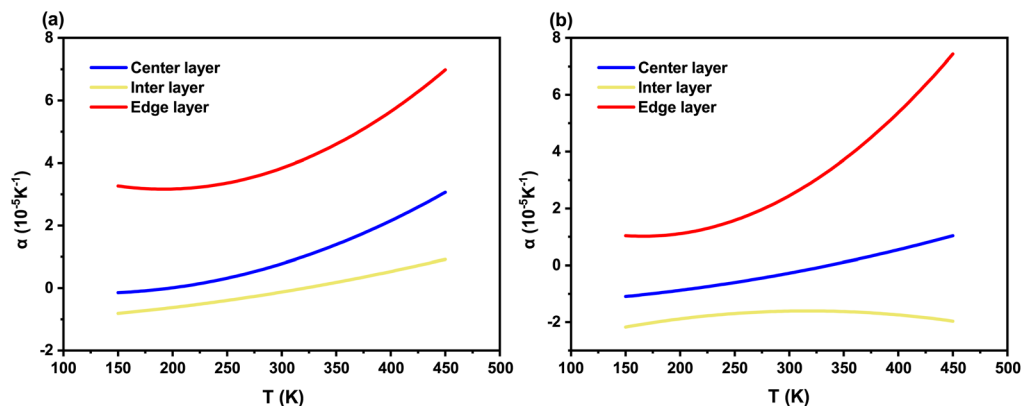 (a)
8
6
4
2
0
-2
100 150 200 250 300 350 400 450 500
T (K)
α (10⁻⁵K⁻¹)
Center layer
Inter layer
Edge layer
(b)
8
6
4
2
0
-2
100 150 200 250 300 350 400 450 500
T (K)
α (10⁻⁵K⁻¹)
Center layer
Inter layer
Edge layer